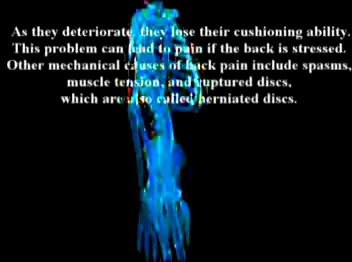 As they deteriorate, they lose their cushioning ability.
This problem can lead to pain if the back is stressed.
Other mechanical causes of back pain include spasms,
muscle tension, and ruptured discs,
which are also called herniated discs.